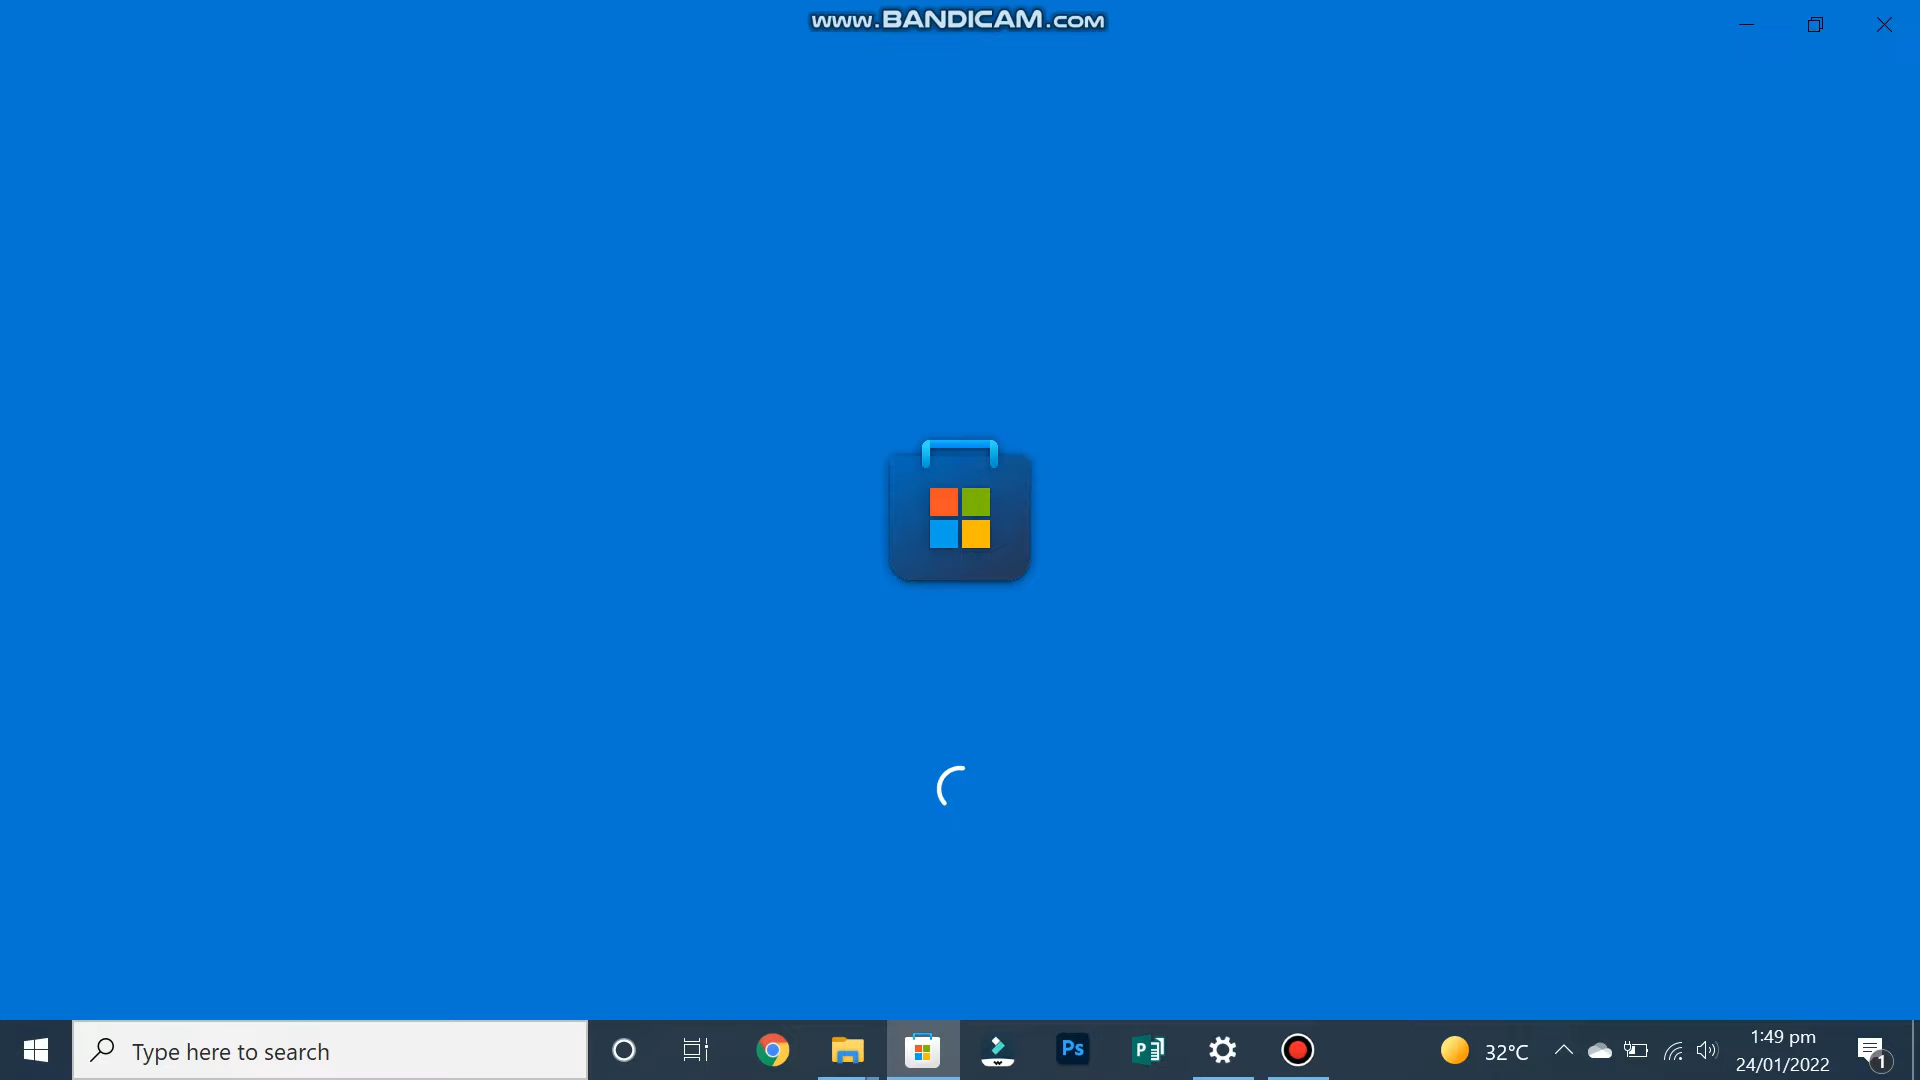 www.BANDICAM.com
Type here to search
Ps
P
32°C
1:49 pm
24/01/2022
1